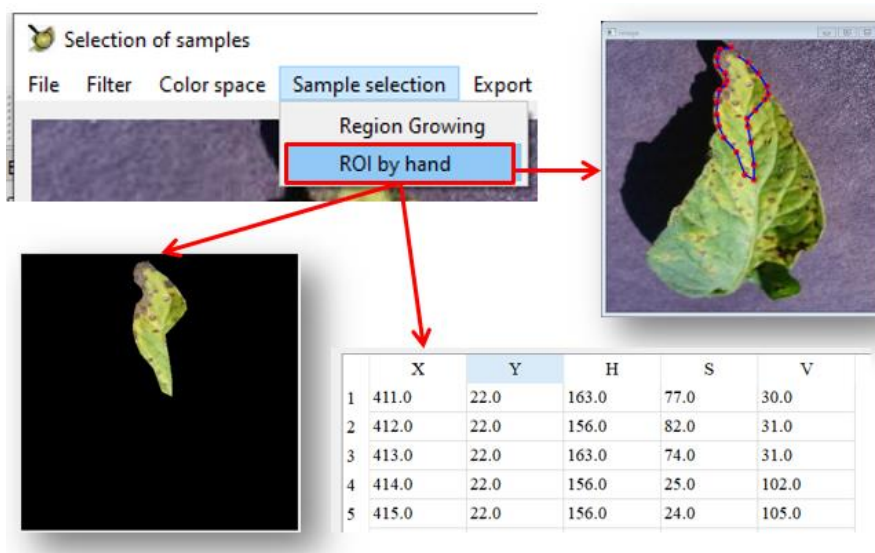 Selection of samples
File Filter Color space Sample selection Export
Region Growing
ROI by hand
X Y H S V
1 411.0 22.0 163.0 77.0 30.0
2 412.0 22.0 156.0 82.0 31.0
3 413.0 22.0 163.0 74.0 31.0
4 414.0 22.0 156.0 25.0 102.0
5 415.0 22.0 156.0 24.0 105.0